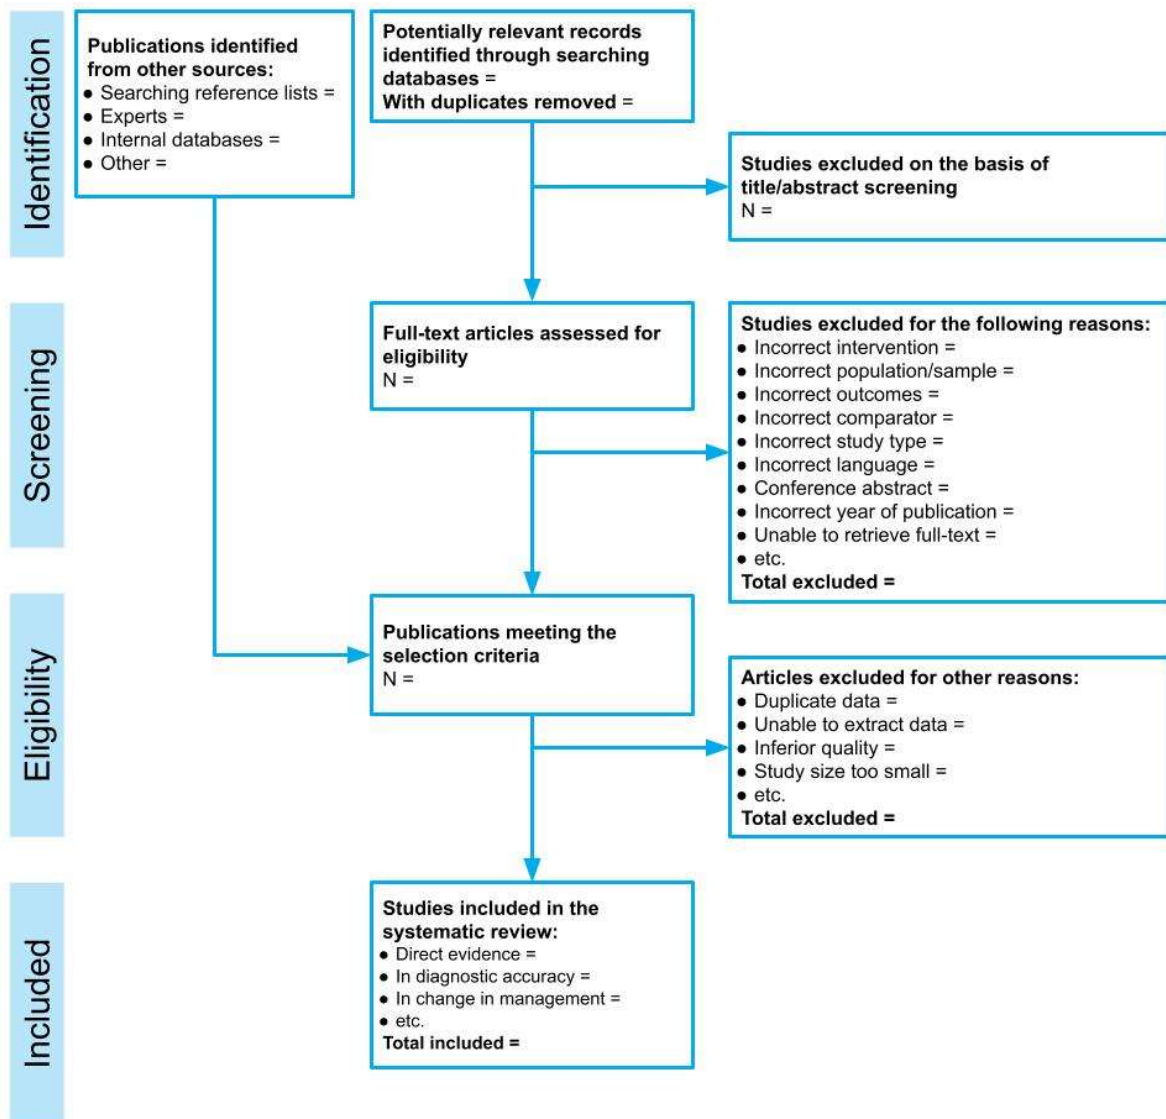 Identification
Publications identified
from other sources:
● Searching reference lists =
● Experts =
● Internal databases =
● Other =
Potentially relevant records
identified through searching
databases =
With duplicates removed =
Studies excluded on the basis of
title/abstract screening
N =
Screening
Full-text articles assessed for
eligibility
N =
Studies excluded for the following reasons:
● Incorrect intervention =
● Incorrect population/sample =
● Incorrect outcomes =
● Incorrect comparator =
● Incorrect study type =
● Incorrect language =
● Conference abstract =
● Incorrect year of publication =
● Unable to retrieve full-text =
● etc.
Total excluded =
Eligibility
Publications meeting the
selection criteria
N =
Articles excluded for other reasons:
● Duplicate data =
● Unable to extract data =
● Inferior quality =
● Study size too small =
● etc.
Total excluded =
Included
Studies included in the
systematic review:
● Direct evidence =
● In diagnostic accuracy =
● In change in management =
● etc.
Total included =